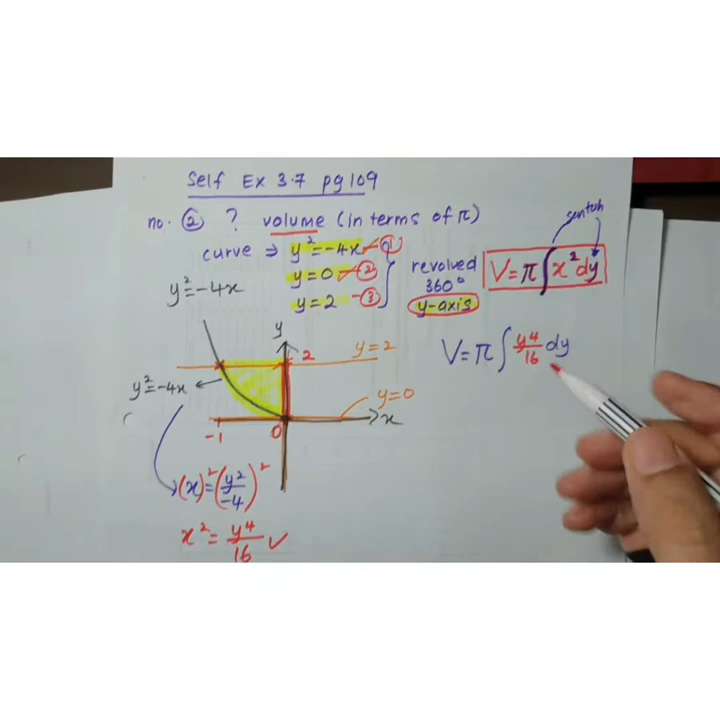 Self Ex 3.7 pg 109
no. ② ? volume (in terms of π)
curve ⇒ y² = -4x - ①
y = 0 - ②
y = 2 - ③
revolved
360°
y-axis
sentuh
V = π ∫ x² dy
y² = -4x
y
2
y = 2
y² = -4x
y = 0
x
-1
0
V = π ∫ y⁴/16 dy
(x)² = (y²/-4)²
x² = y⁴/16 ✓